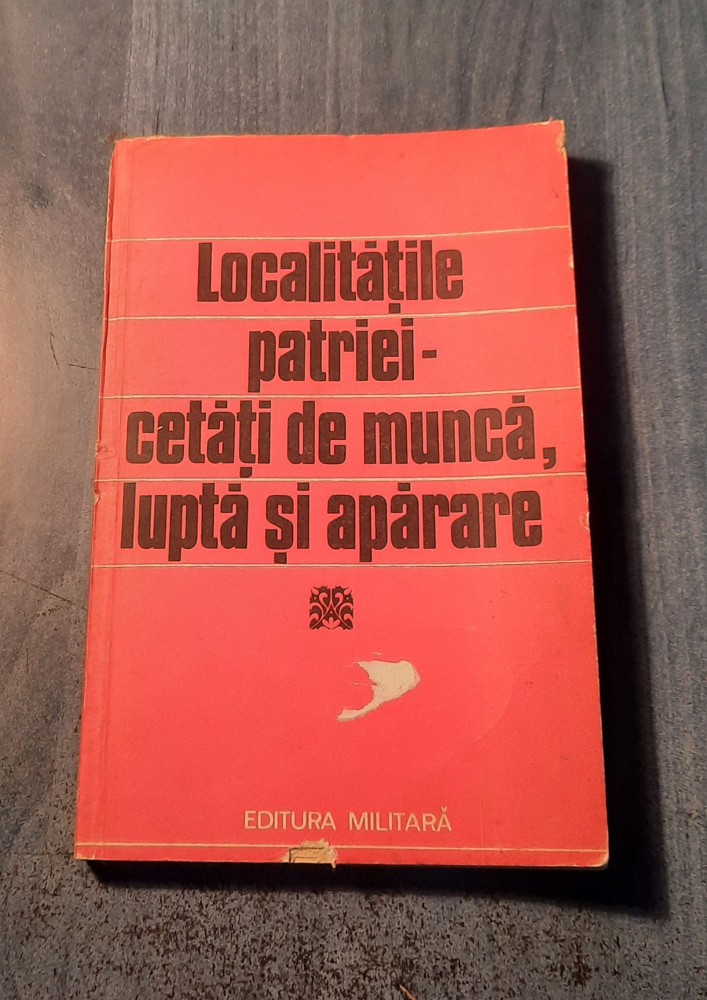 Localitățile
patriei-
cetăți de muncă,
luptă și apărare
EDITURA MILITARĂ